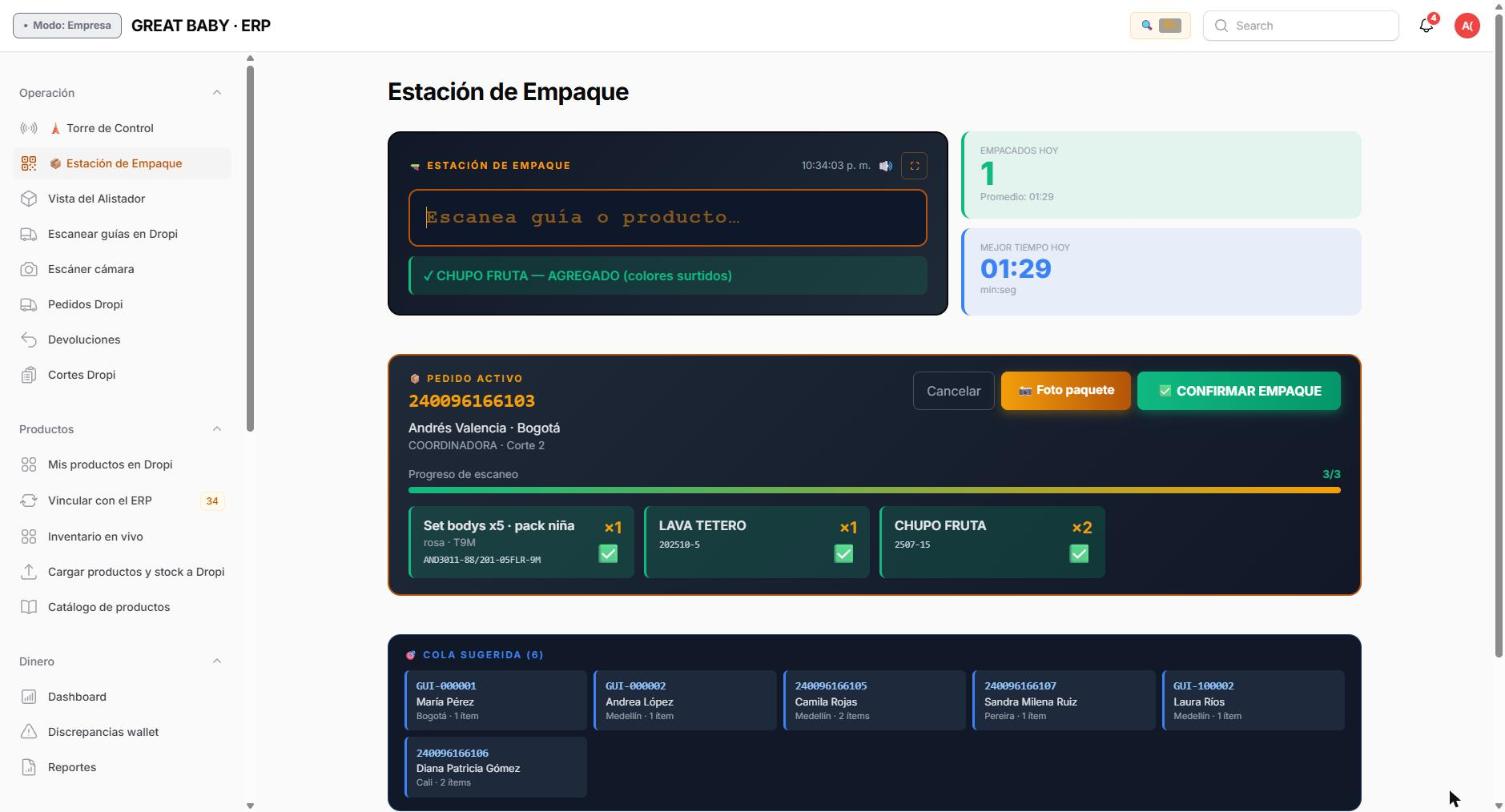 • Modo: Empresa
GREAT BABY · ERP
Search
4
A(
Operación
Torre de Control
Estación de Empaque
Vista del Alistador
Escanear guías en Dropi
Escáner cámara
Pedidos Dropi
Devoluciones
Cortes Dropi
Productos
Mis productos en Dropi
Vincular con el ERP
34
Inventario en vivo
Cargar productos y stock a Dropi
Catálogo de productos
Dinero
Dashboard
Discrepancias wallet
Reportes
Estación de Empaque
ESTACIÓN DE EMPAQUE
10:34:03 p. m.
Escanea guía o producto…
✓ CHUPO FRUTA — AGREGADO (colores surtidos)
EMPACADOS HOY
1
Promedio: 01:29
MEJOR TIEMPO HOY
01:29
min:seg
PEDIDO ACTIVO
240096166103
Andrés Valencia · Bogotá
COORDINADORA · Corte 2
Cancelar
Foto paquete
CONFIRMAR EMPAQUE
Progreso de escaneo
3/3
Set bodys x5 · pack niña
×1
rosa · T9M
AND3011-88/201-05FLR-9M
LAVA TETERO
×1
202510-5
CHUPO FRUTA
×2
2507-15
COLA SUGERIDA (6)
GUI-000001
María Pérez
Bogotá · 1 ítem
GUI-000002
Andrea López
Medellín · 1 ítem
240096166105
Camila Rojas
Medellín · 2 ítems
240096166107
Sandra Milena Ruiz
Pereira · 1 ítem
GUI-100002
Laura Ríos
Medellín · 1 ítem
240096166106
Diana Patricia Gómez
Cali · 2 ítems